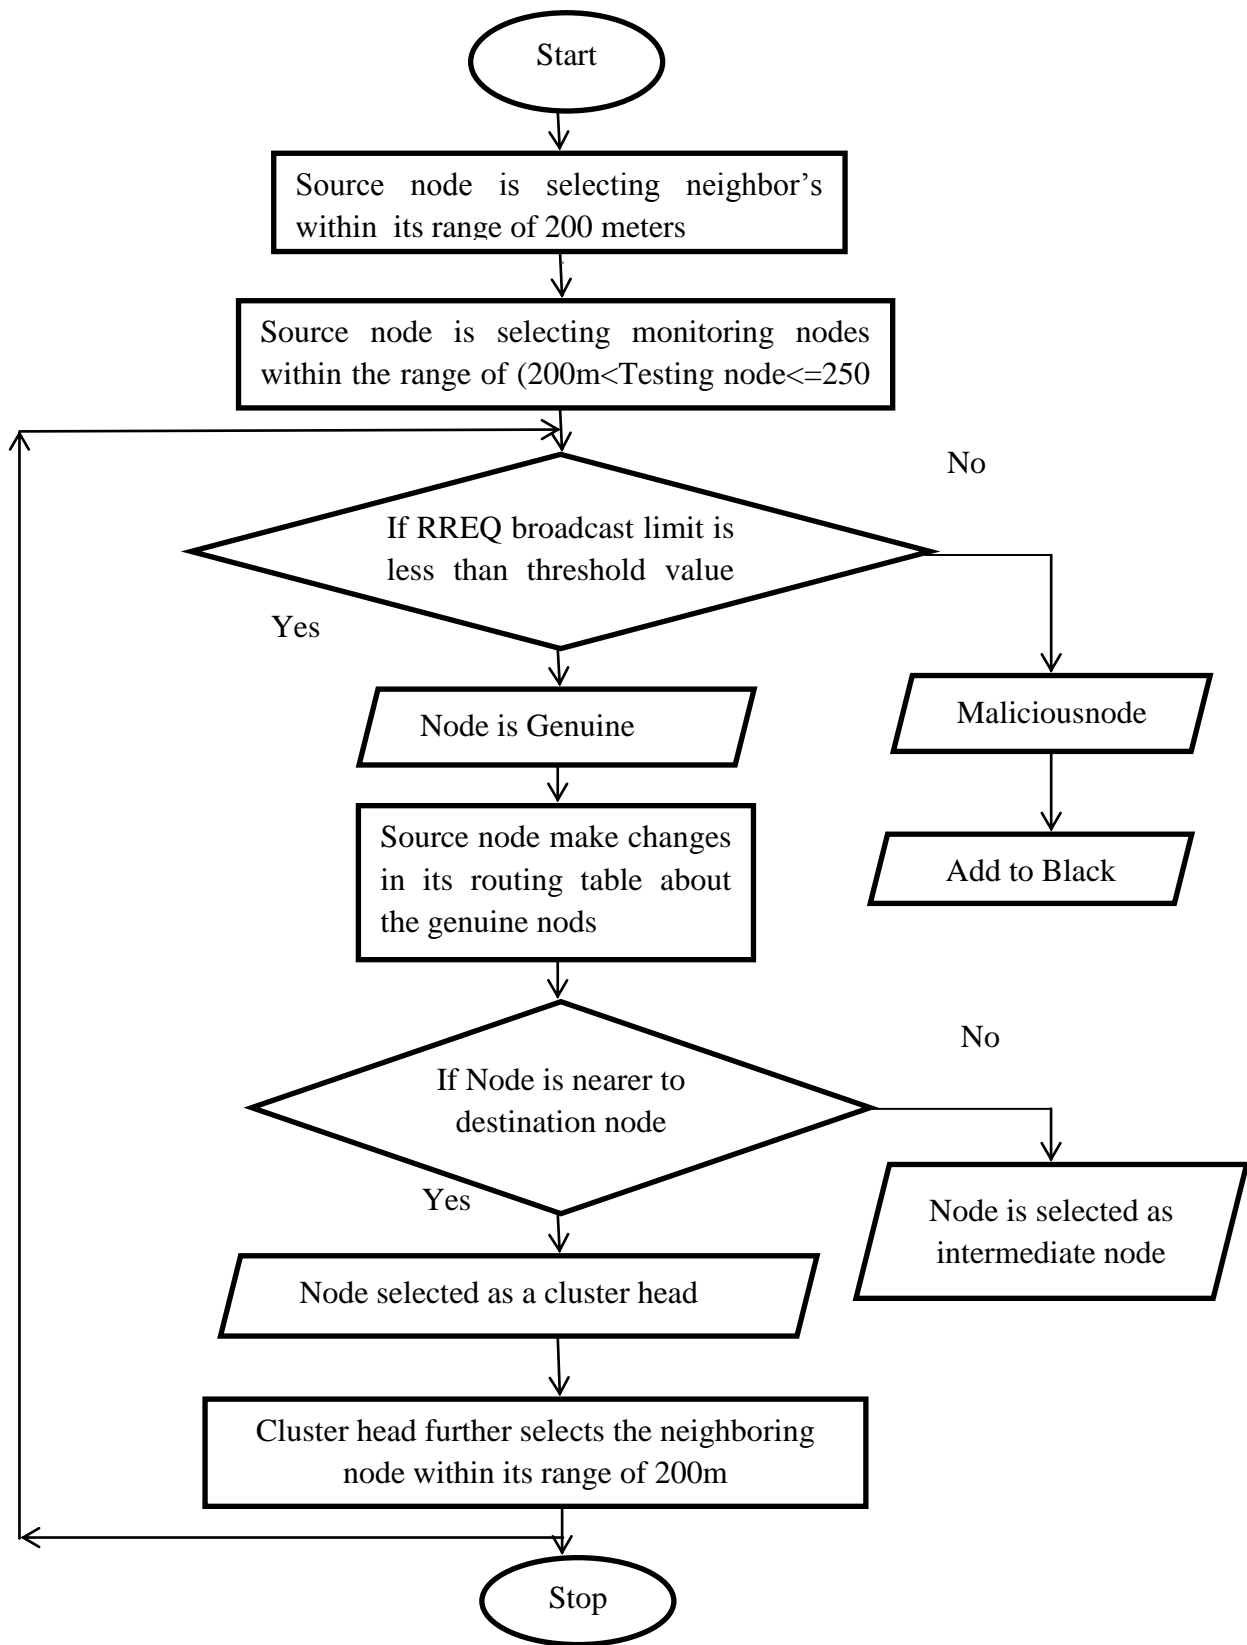 Start
Source node is selecting neighbor's
within its range of 200 meters
Source node is selecting monitoring nodes
within the range of (200m<Testing node<=250
No
If RREQ broadcast limit is
less than threshold value
Yes
Node is Genuine
Maliciousnode
Source node make changes
in its routing table about
the genuine nods
Add to Black
No
If Node is nearer to
destination node
Yes
Node is selected as
intermediate node
Node selected as a cluster head
Cluster head further selects the neighboring
node within its range of 200m
Stop